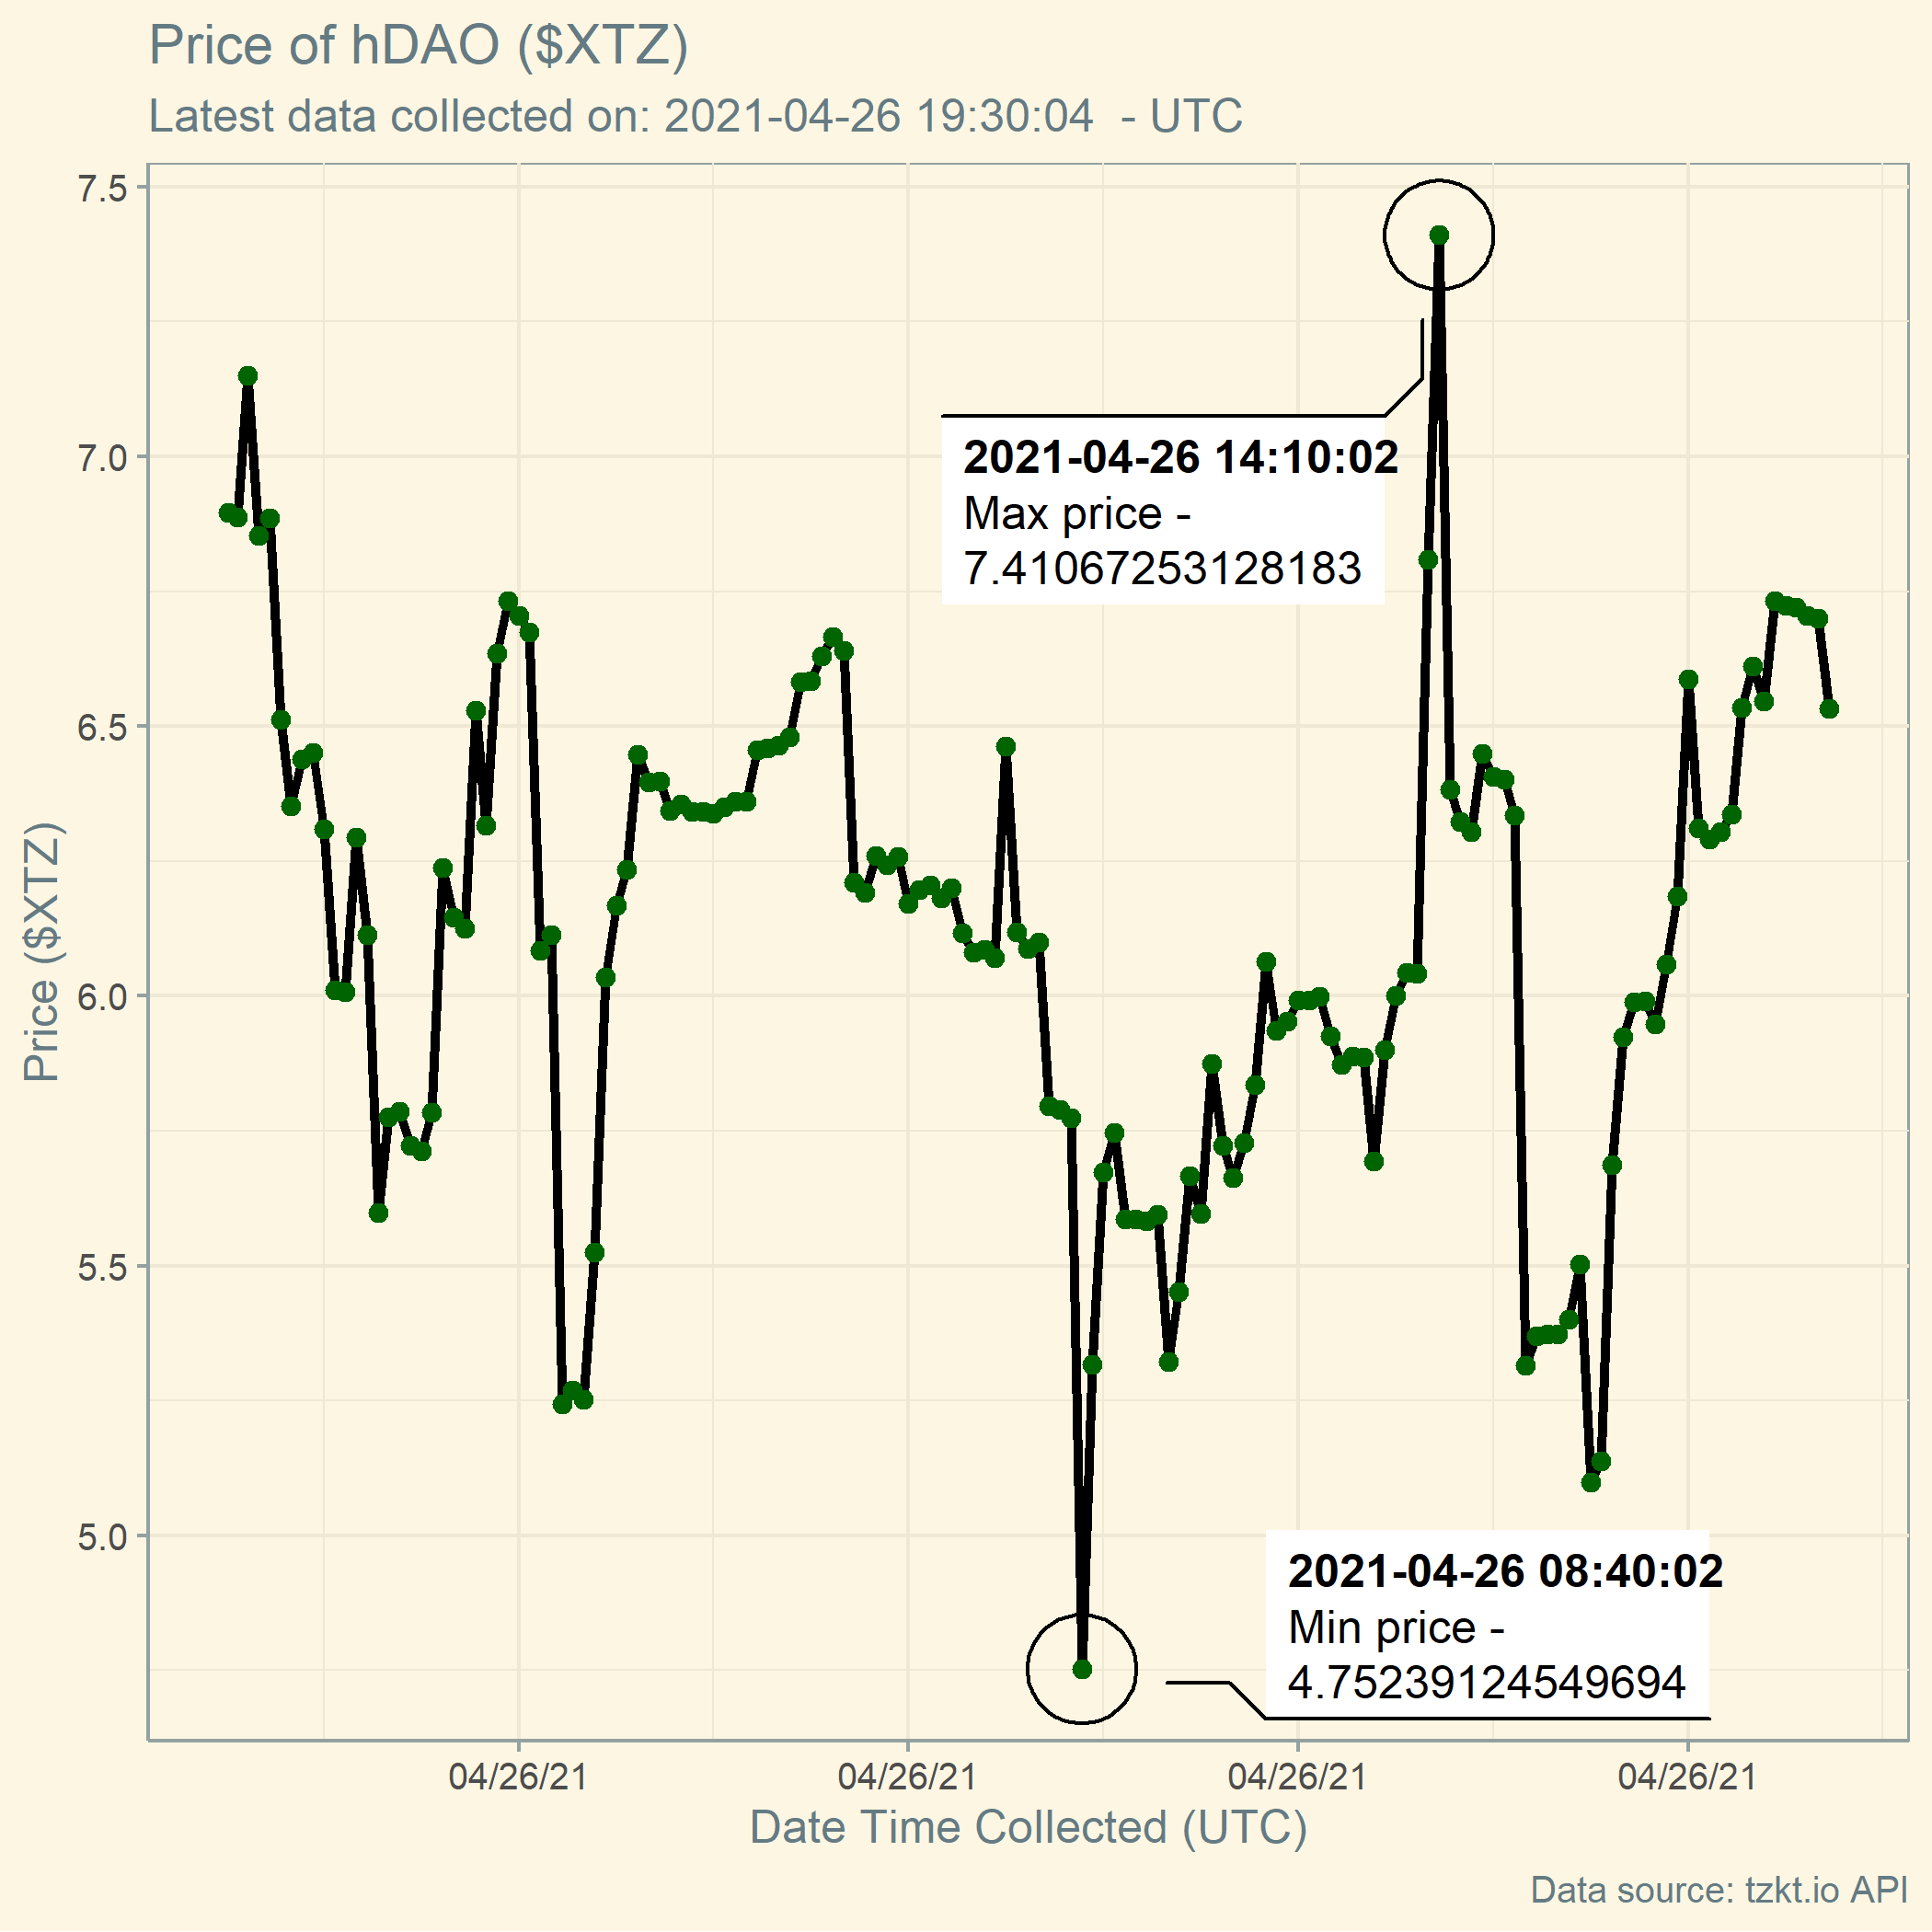 Price of hDAO ($XTZ)
Latest data collected on: 2021-04-26 19:30:04  - UTC
7.5
7.0
6.5
6.0
5.5
5.0
Price ($XTZ)
2021-04-26 14:10:02
Max price -
7.41067253128183
2021-04-26 08:40:02
Min price -
4.75239124549694
04/26/21
04/26/21
04/26/21
04/26/21
Date Time Collected (UTC)
Data source: tzkt.io API